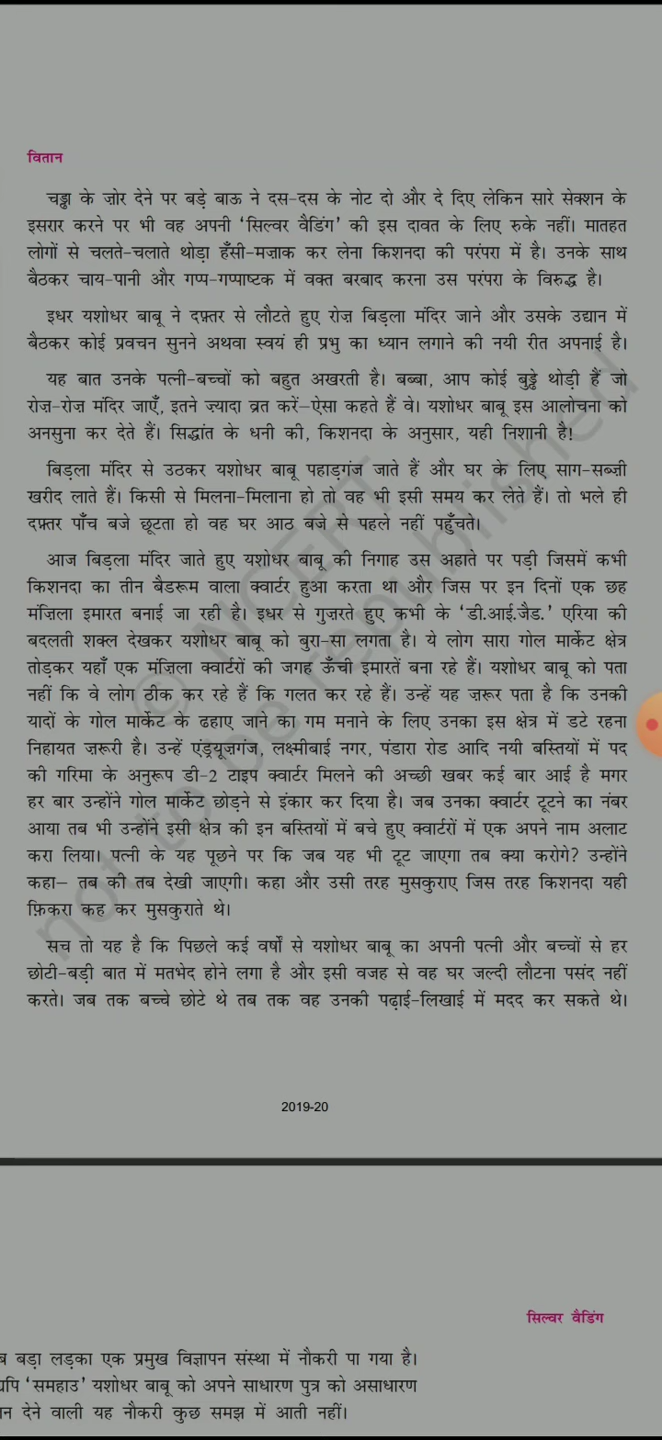 वितान
चड्ढा के ज़ोर देने पर बड़े बाऊ ने दस-दस के नोट दो और दे दिए लेकिन सारे सेक्शन के
इसरार करने पर भी वह अपनी ‘सिल्वर वैडिंग’ की इस दावत के लिए रुके नहीं। मातहत
लोगों से चलते-चलाते थोड़ा हँसी-मज़ाक कर लेना किशनदा की परंपरा में है। उनके साथ
बैठकर चाय-पानी और गप्प-गप्पाष्टक में वक्त बरबाद करना उस परंपरा के विरुद्ध है।
इधर यशोधर बाबू ने दफ़्तर से लौटते हुए रोज़ बिड़ला मंदिर जाने और उसके उद्यान में
बैठकर कोई प्रवचन सुनने अथवा स्वयं ही प्रभु का ध्यान लगाने की नयी रीत अपनाई है।
यह बात उनके पत्नी-बच्चों को बहुत अखरती है। बब्बा, आप कोई बुड्ढे थोड़ी हैं जो
रोज़-रोज़ मंदिर जाएँ, इतने ज्यादा व्रत करें—ऐसा कहते हैं वे। यशोधर बाबू इस आलोचना को
अनसुना कर देते हैं। सिद्धांत के धनी की, किशनदा के अनुसार, यही निशानी है!
बिड़ला मंदिर से उठकर यशोधर बाबू पहाड़गंज जाते हैं और घर के लिए साग-सब्ज़ी
खरीद लाते हैं। किसी से मिलना-मिलाना हो तो वह भी इसी समय कर लेते हैं। तो भले ही
दफ़्तर पाँच बजे छूटता हो वह घर आठ बजे से पहले नहीं पहुँचते।
आज बिड़ला मंदिर जाते हुए यशोधर बाबू की निगाह उस अहाते पर पड़ी जिसमें कभी
किशनदा का तीन बैडरूम वाला क्वार्टर हुआ करता था और जिस पर इन दिनों एक छह
मंज़िला इमारत बनाई जा रही है। इधर से गुज़रते हुए कभी के ‘डी.आई.जैड.’ एरिया की
बदलती शक्ल देखकर यशोधर बाबू को बुरा-सा लगता है। ये लोग सारा गोल मार्केट क्षेत्र
तोड़कर यहाँ एक मंज़िला क्वार्टरों की जगह ऊँची इमारतें बना रहे हैं। यशोधर बाबू को पता
नहीं कि वे लोग ठीक कर रहे हैं कि गलत कर रहे हैं। उन्हें यह ज़रूर पता है कि उनकी
यादों के गोल मार्केट के ढहाए जाने का गम मनाने के लिए उनका इस क्षेत्र में डटे रहना
निहायत ज़रूरी है। उन्हें एंड्रयूज़गंज, लक्ष्मीबाई नगर, पंडारा रोड आदि नयी बस्तियों में पद
की गरिमा के अनुरूप डी-2 टाइप क्वार्टर मिलने की अच्छी खबर कई बार आई है मगर
हर बार उन्होंने गोल मार्केट छोड़ने से इंकार कर दिया है। जब उनका क्वार्टर टूटने का नंबर
आया तब भी उन्होंने इसी क्षेत्र की इन बस्तियों में बचे हुए क्वार्टरों में एक अपने नाम अलाट
करा लिया। पत्नी के यह पूछने पर कि जब यह भी टूट जाएगा तब क्या करोगे? उन्होंने
कहा— तब की तब देखी जाएगी। कहा और उसी तरह मुसकुराए जिस तरह किशनदा यही
फ़िकरा कह कर मुसकुराते थे।
सच तो यह है कि पिछले कई वर्षों से यशोधर बाबू का अपनी पत्नी और बच्चों से हर
छोटी-बड़ी बात में मतभेद होने लगा है और इसी वजह से वह घर जल्दी लौटना पसंद नहीं
करते। जब तक बच्चे छोटे थे तब तक वह उनकी पढ़ाई-लिखाई में मदद कर सकते थे।
© NCERT
not to be republished
2019-20
सिल्वर वैडिंग
बड़ा लड़का एक प्रमुख विज्ञापन संस्था में नौकरी पा गया है।
‘समहाउ’ यशोधर बाबू को अपने साधारण पुत्र को असाधारण
देने वाली यह नौकरी कुछ समझ में आती नहीं।